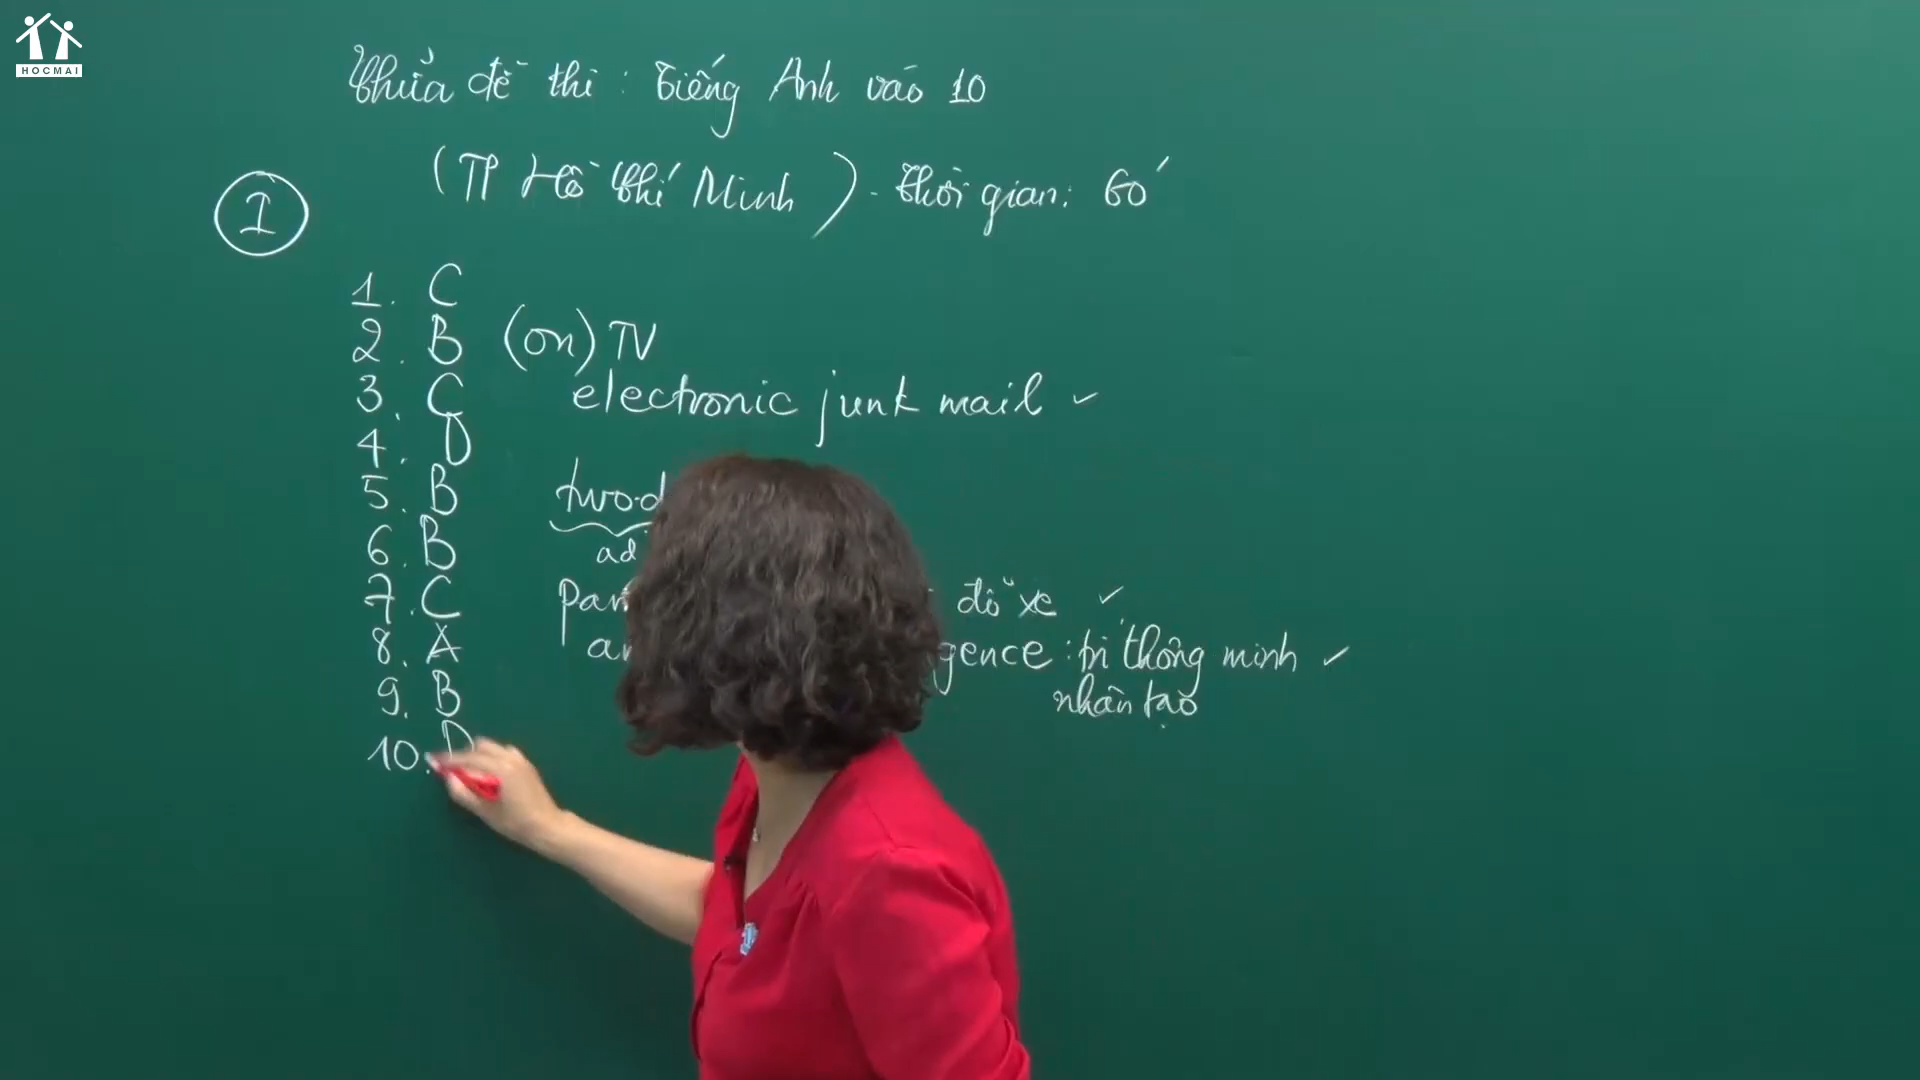 HOCMAI
Chữa đề thi : Tiếng Anh vào 10
(TP Hồ Chí Minh) - Thời gian: 60'
I
1. C
2. B (on) TV
3. C electronic junk mail ✓
4. D
5. B two-d
6. B ad
7. C đỗ xe ✓
8. A gence : trí thông minh ✓
9. B nhân tạo
10. D